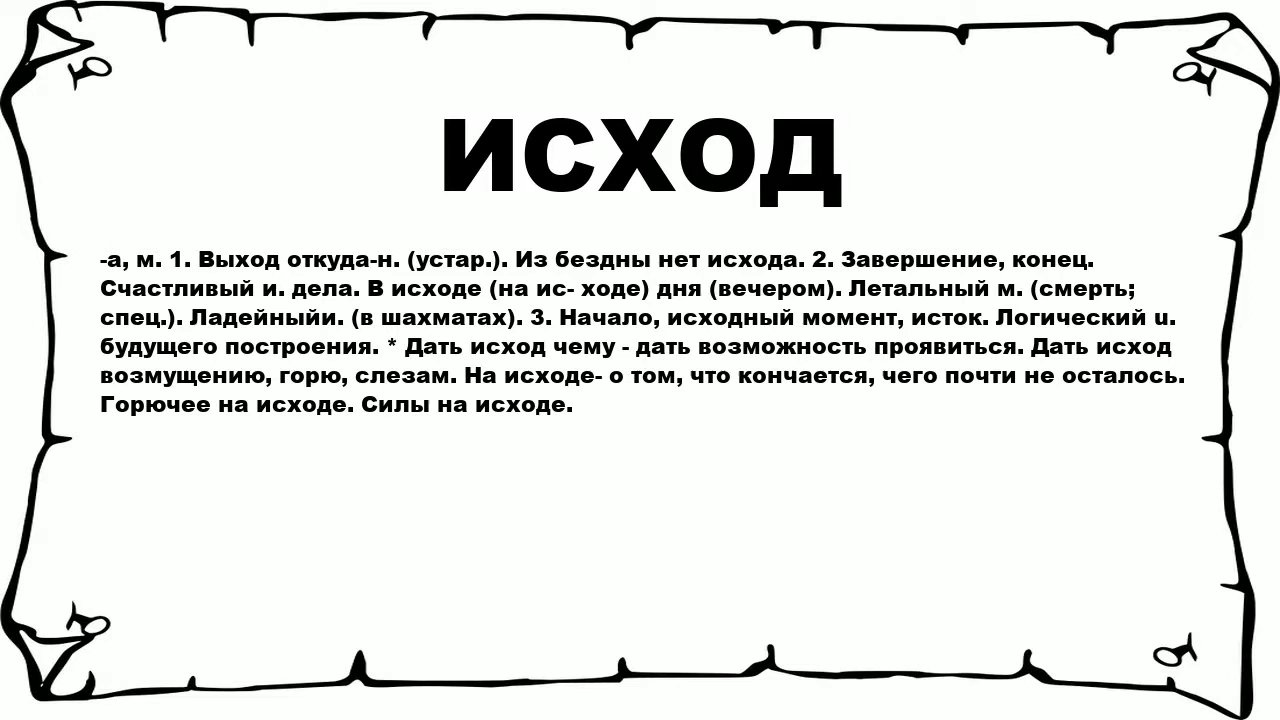 ИСХОД
-а, м. 1. Выход откуда-н. (устар.). Из бездны нет исхода. 2. Завершение, конец.
Счастливый и. дела. В исходе (на ис- ходе) дня (вечером). Летальный м. (смерть;
спец.). Ладейныйи. (в шахматах). 3. Начало, исходный момент, исток. Логический u.
будущего построения. * Дать исход чему - дать возможность проявиться. Дать исход
возмущению, горю, слезам. На исходе- о том, что кончается, чего почти не осталось.
Горючее на исходе. Силы на исходе.